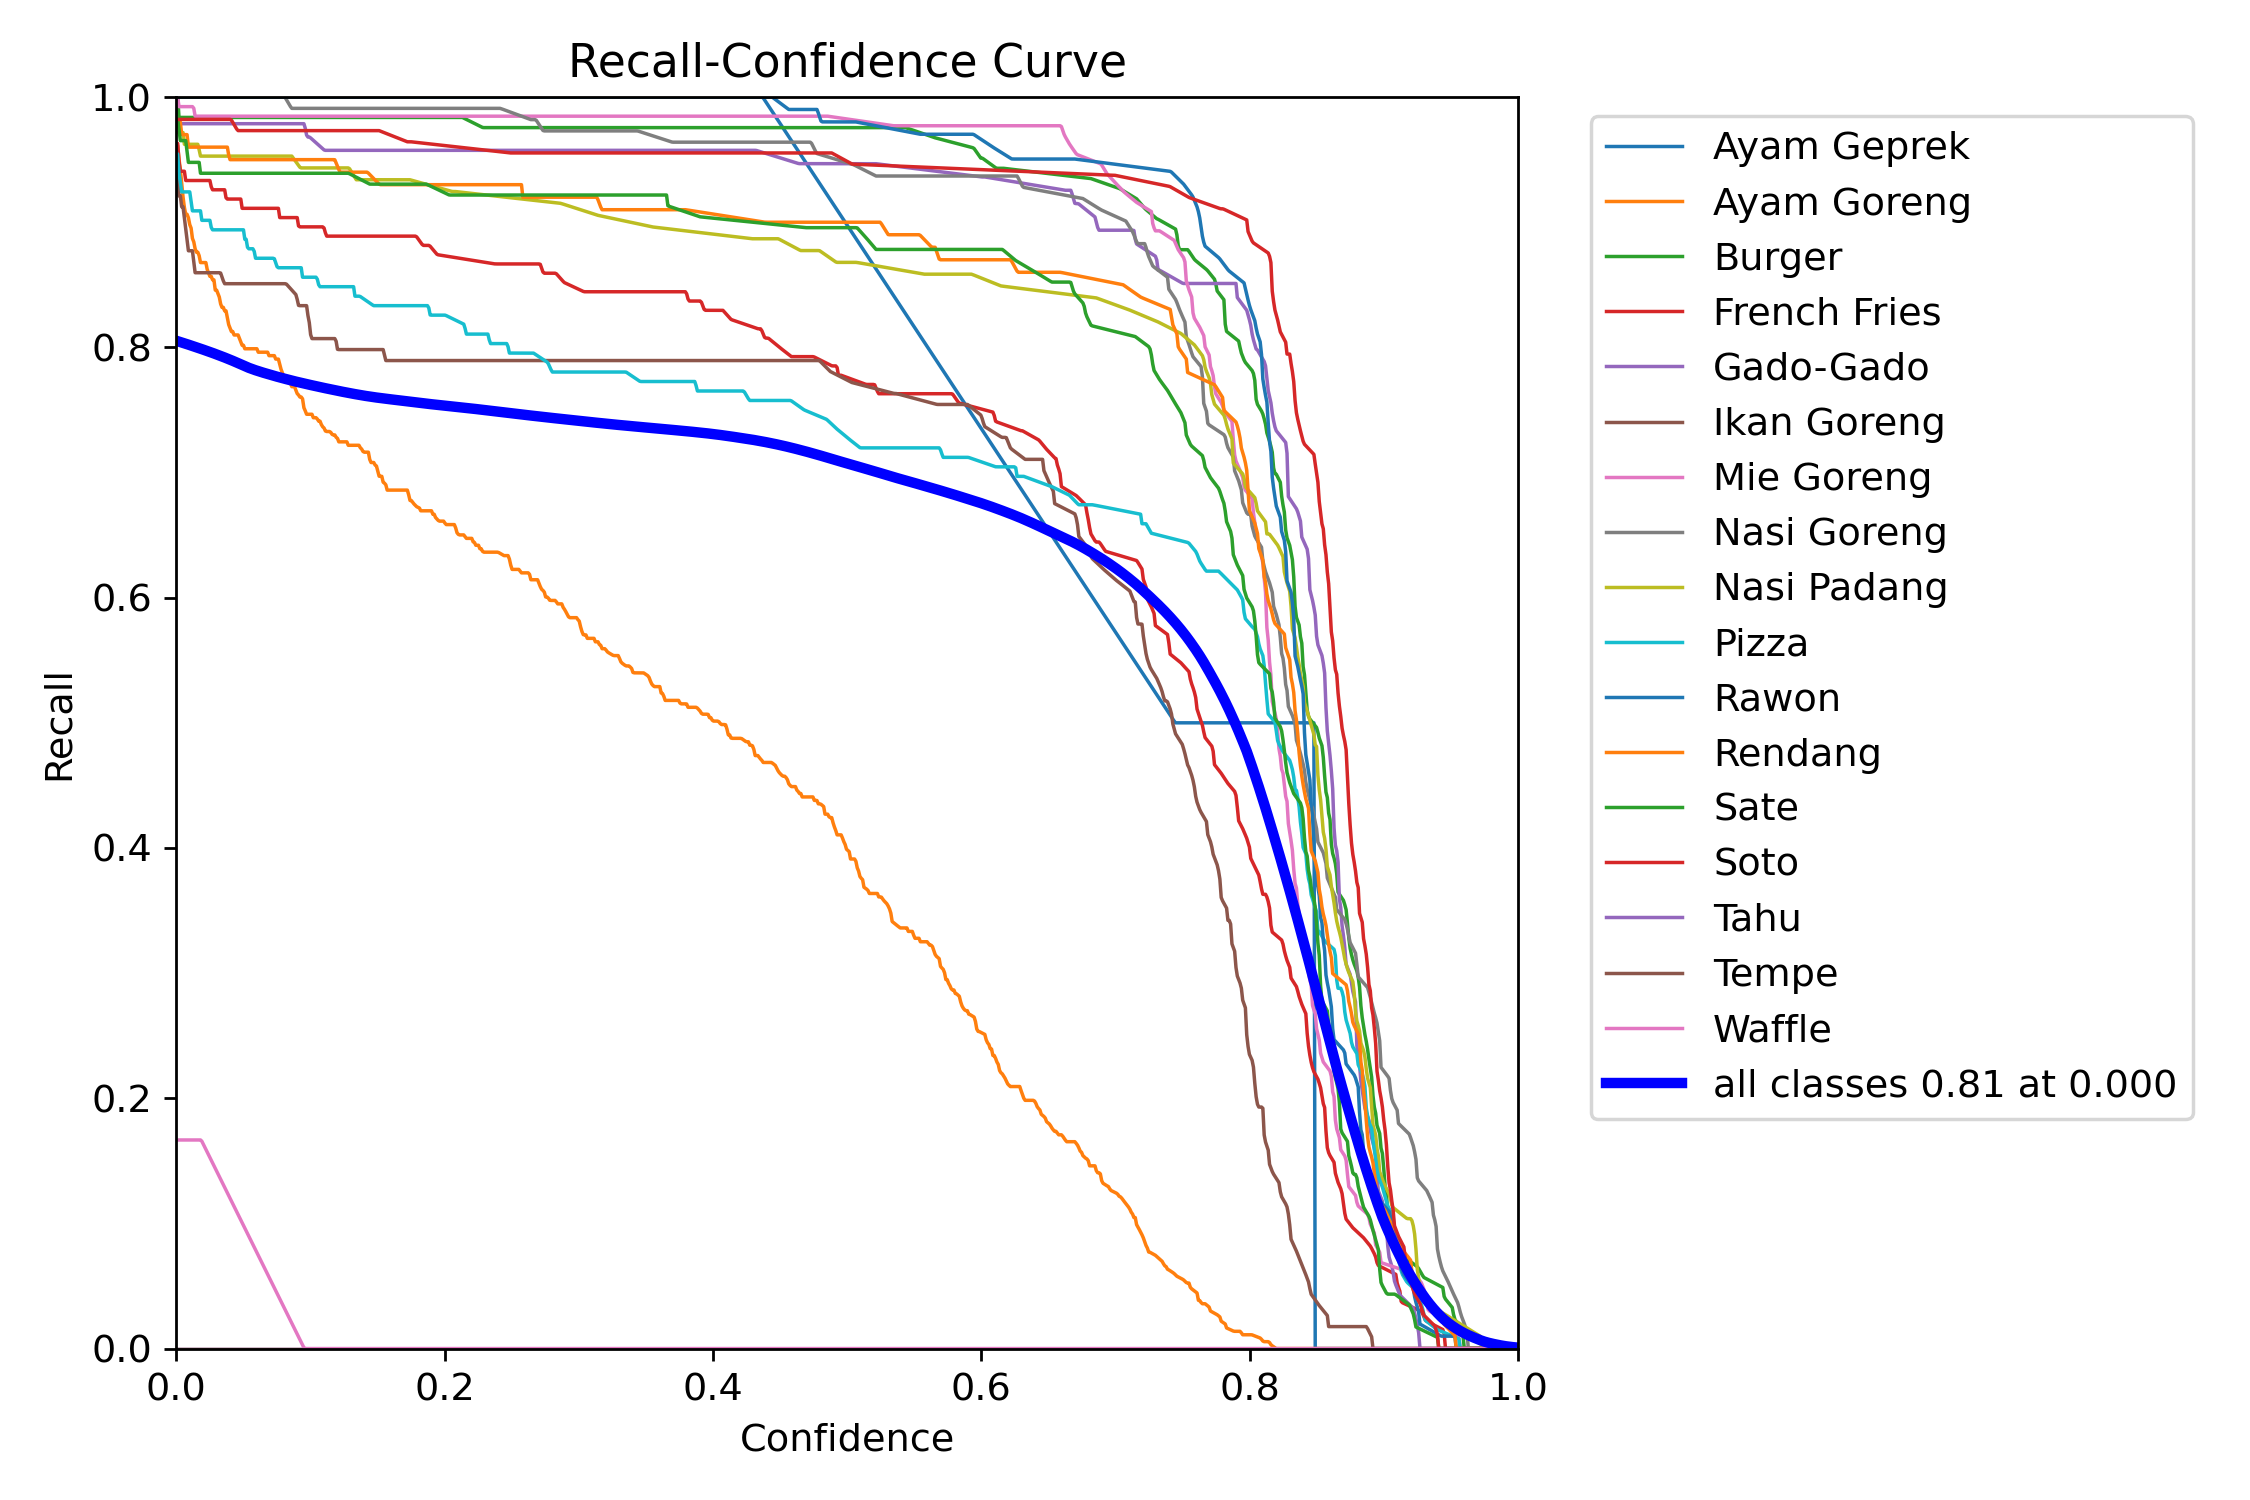 Recall-Confidence Curve
1.0
0.8
0.6
0.4
0.2
0.0
Recall
0.0 0.2 0.4 0.6 0.8 1.0
Confidence
Ayam Geprek
Ayam Goreng
Burger
French Fries
Gado-Gado
Ikan Goreng
Mie Goreng
Nasi Goreng
Nasi Padang
Pizza
Rawon
Rendang
Sate
Soto
Tahu
Tempe
Waffle
all classes 0.81 at 0.000